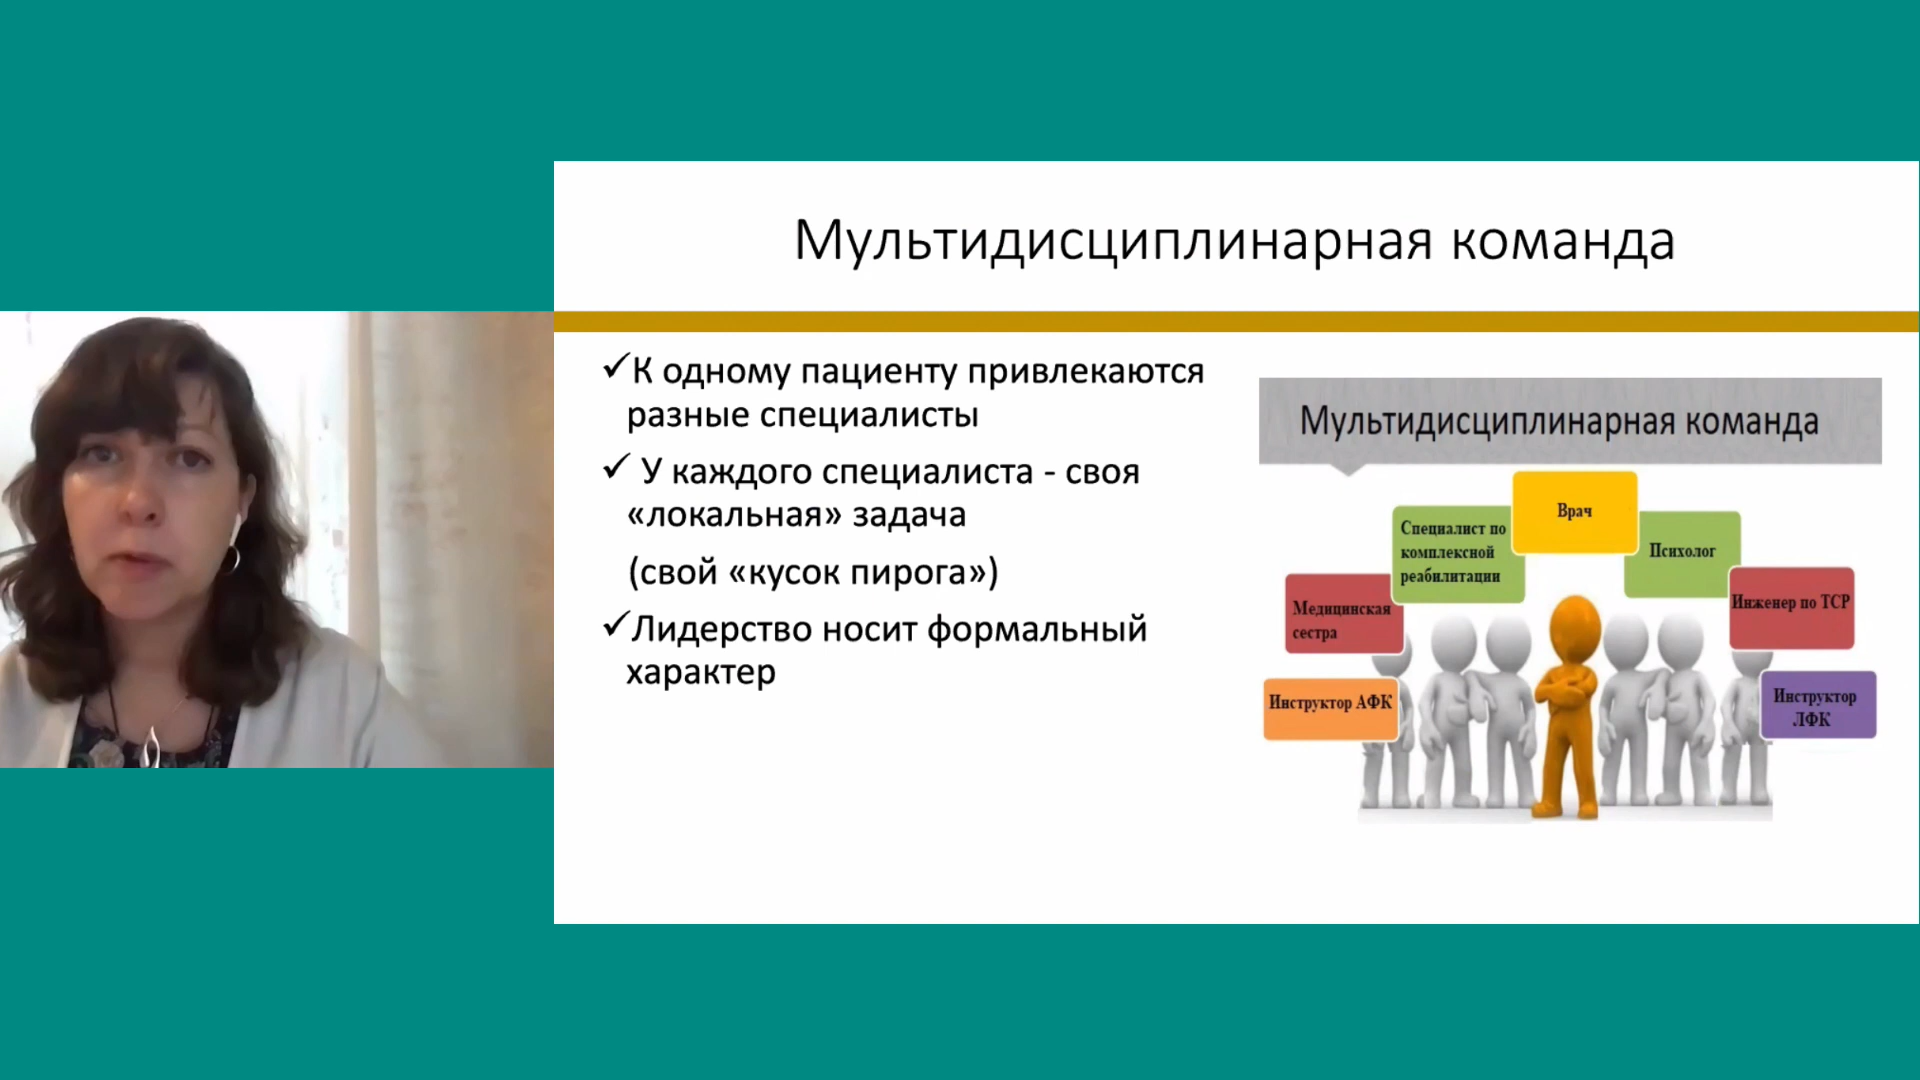 Мультидисциплинарная команда
✓К одному пациенту привлекаются
разные специалисты
✓ У каждого специалиста - своя
«локальная» задача
(свой «кусок пирога»)
✓Лидерство носит формальный
характер
Мультидисциплинарная команда
Врач
Специалист по
комплексной
реабилитации
Психолог
Медицинская
сестра
Инженер по ТСР
Инструктор АФК
Инструктор
ЛФК